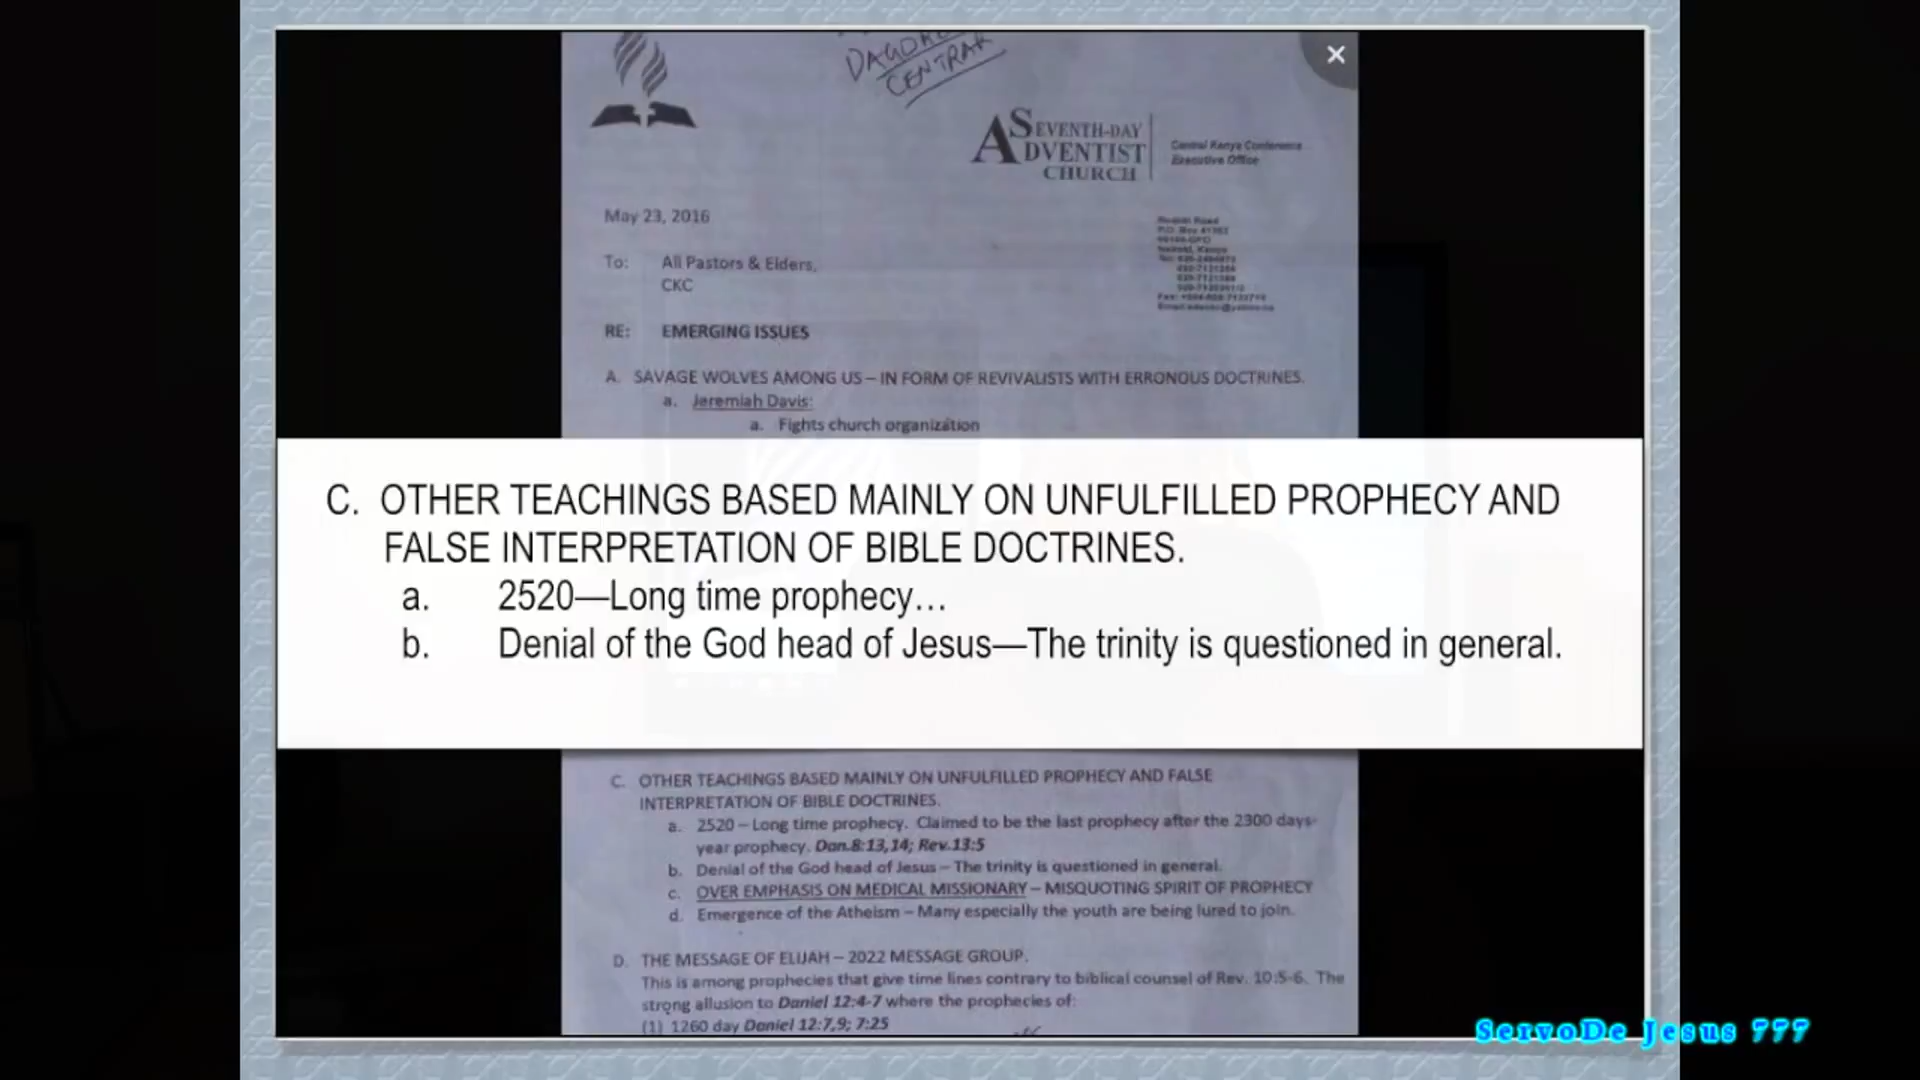 DAGORE
CENTRAL
SEVENTH-DAY
ADVENTIST
CHURCH
Central Kenya Conference
Executive Office
May 23, 2016
To: All Pastors & Elders,
CKC
RE: EMERGING ISSUES
A. SAVAGE WOLVES AMONG US – IN FORM OF REVIVALISTS WITH ERRONOUS DOCTRINES.
a. Jeremiah Davis:
a. Fights church organization
C. OTHER TEACHINGS BASED MAINLY ON UNFULFILLED PROPHECY AND
FALSE INTERPRETATION OF BIBLE DOCTRINES.
a. 2520—Long time prophecy…
b. Denial of the God head of Jesus—The trinity is questioned in general.
C. OTHER TEACHINGS BASED MAINLY ON UNFULFILLED PROPHECY AND FALSE
INTERPRETATION OF BIBLE DOCTRINES.
a. 2520 – Long time prophecy. Claimed to be the last prophecy after the 2300 days-
year prophecy. Dan.8:13,14; Rev.13:5
b. Denial of the God head of Jesus – The trinity is questioned in general.
c. OVER EMPHASIS ON MEDICAL MISSIONARY – MISQUOTING SPIRIT OF PROPHECY
d. Emergence of the Atheism – Many especially the youth are being lured to join.
D. THE MESSAGE OF ELIJAH – 2022 MESSAGE GROUP.
This is among prophecies that give time lines contrary to biblical counsel of Rev. 10:5-6. The
strong allusion to Daniel 12:4-7 where the prophecies of:
(1) 1260 day Daniel 12:7,9; 7:25
ServoDe Jesus 777